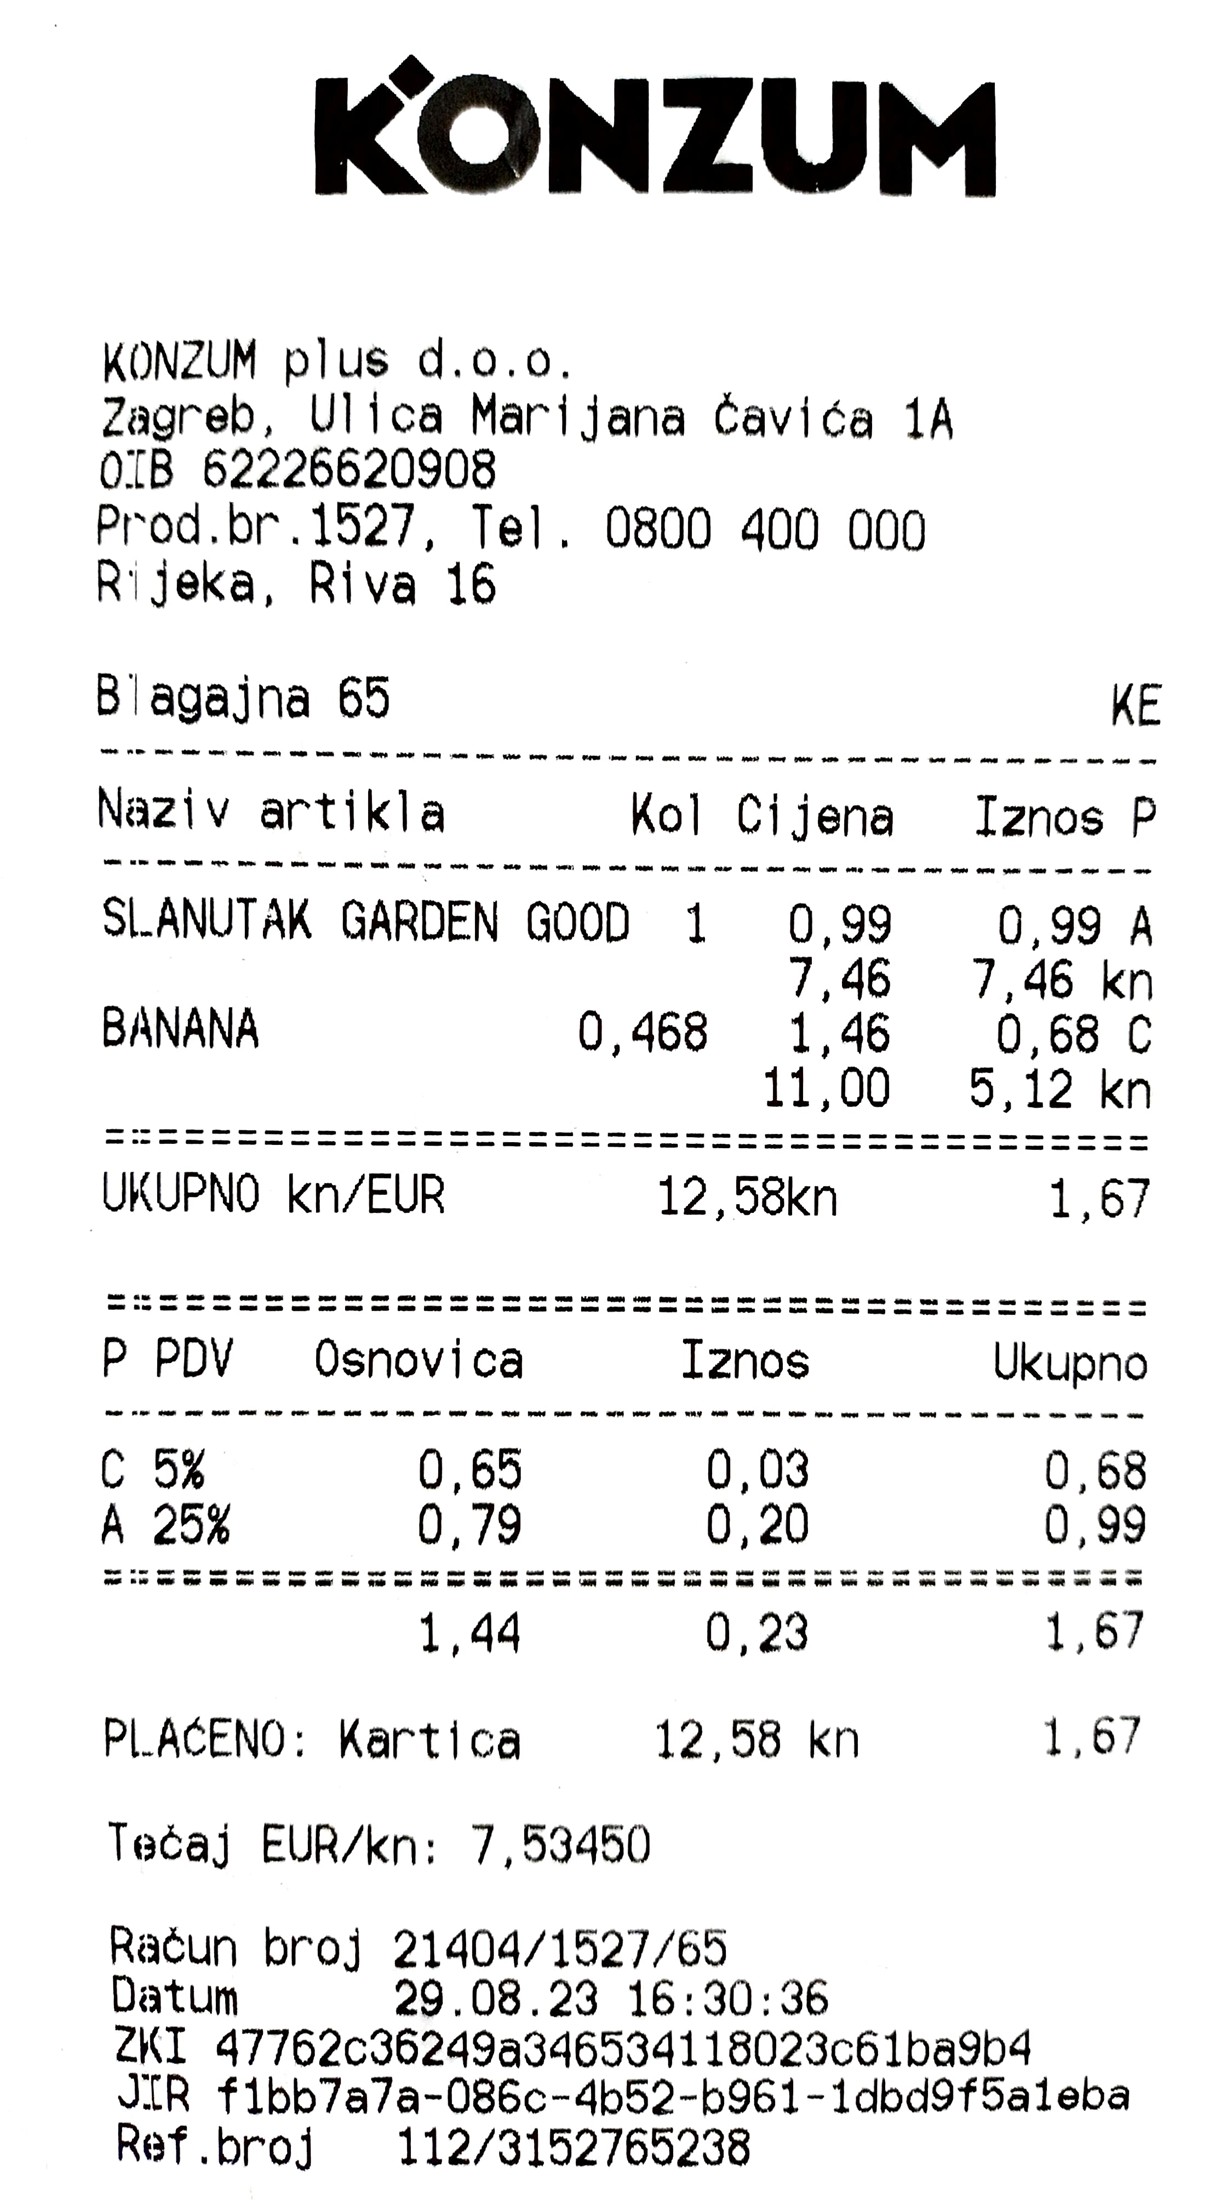 KONZUM
KONZUM plus d.o.o.
Zagreb, Ulica Marijana Čavića 1A
OIB 62226620908
Prod.br.1527, Tel. 0800 400 000
Rijeka, Riva 16
Blagajna 65 KE
Naziv artikla Kol Cijena Iznos P
SLANUTAK GARDEN GOOD 1 0,99 0,99 A
7,46 7,46 kn
BANANA 0,468 1,46 0,68 C
11,00 5,12 kn
UKUPNO kn/EUR 12,58kn 1,67
P PDV Osnovica Iznos Ukupno
C 5% 0,65 0,03 0,68
A 25% 0,79 0,20 0,99
1,44 0,23 1,67
PLAĆENO: Kartica 12,58 kn 1,67
Tečaj EUR/kn: 7,53450
Račun broj 21404/1527/65
Datum 29.08.23 16:30:36
ZKI 47762c36249a346534118023c61ba9b4
JIR f1bb7a7a-086c-4b52-b961-1dbd9f5a1eba
Ref.broj 112/3152765238